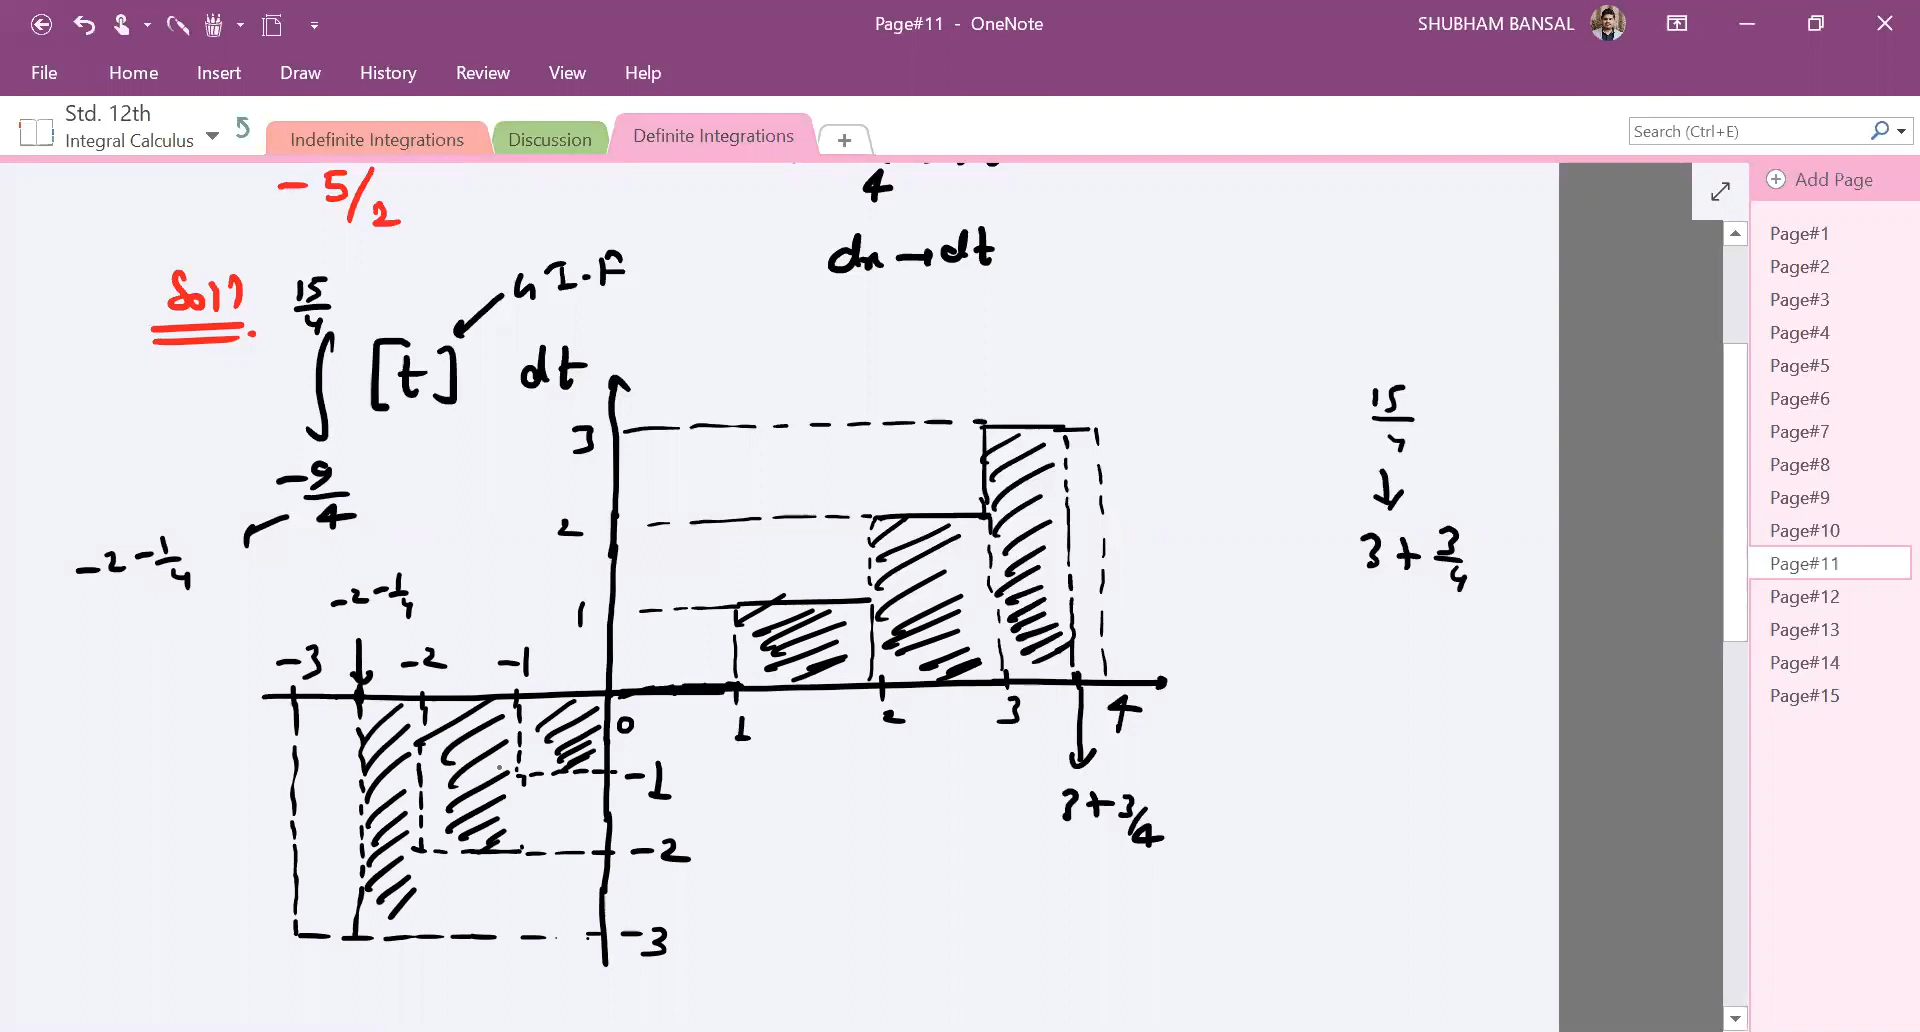 Page#11 - OneNote
SHUBHAM BANSAL
File Home Insert Draw History Review View Help
Std. 12th
Integral Calculus
Indefinite Integrations
Discussion
Definite Integrations
Search (Ctrl+E)
Add Page
Page#1
Page#2
Page#3
Page#4
Page#5
Page#6
Page#7
Page#8
Page#9
Page#10
Page#11
Page#12
Page#13
Page#14
Page#15
- 5/2
4
dx → dt
Soln
G.I.F
∫ from -9/4 to 15/4 [t] dt
-2 -1/4
-2 -1/4
15/4
3 + 3/4
3
2
1
-3 -2 -1
0 1 2 3 4
-1
-2
-3
3 + 3/4